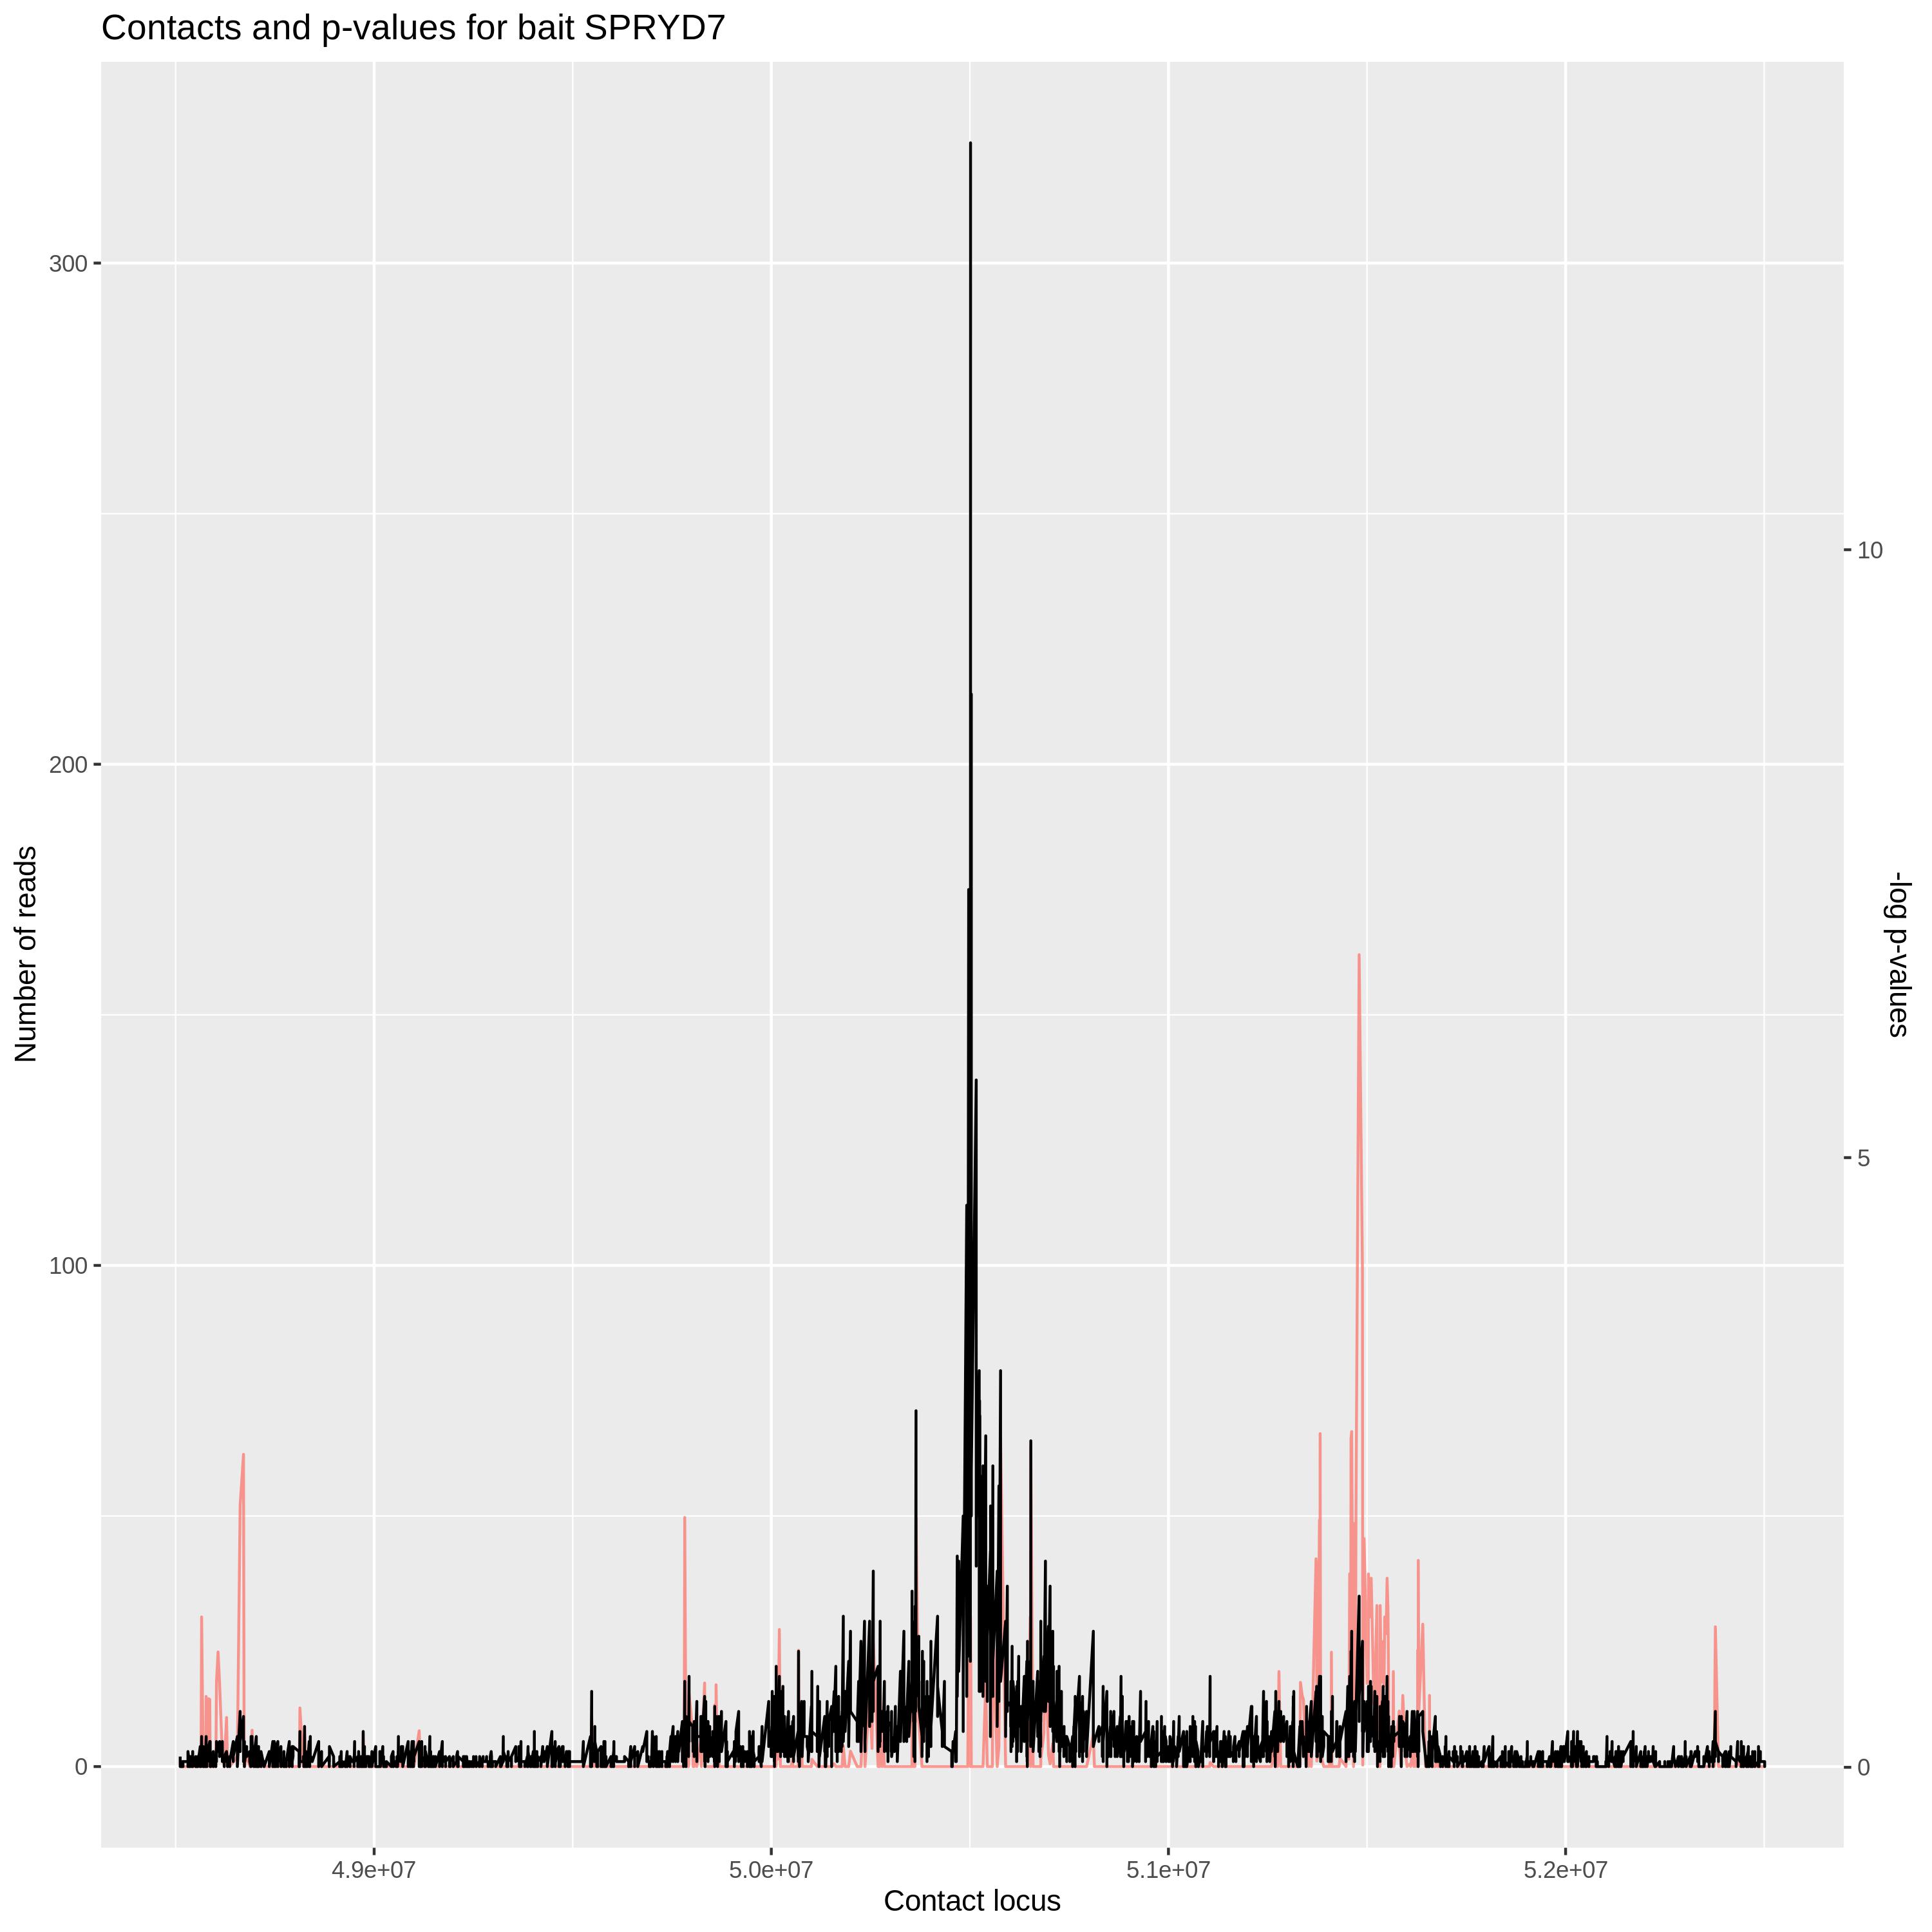 Contacts and p-values for bait SPRYD7
300
200
100
0
Number of reads
10
5
0
-log p-values
4.9e+07 5.0e+07 5.1e+07 5.2e+07
Contact locus